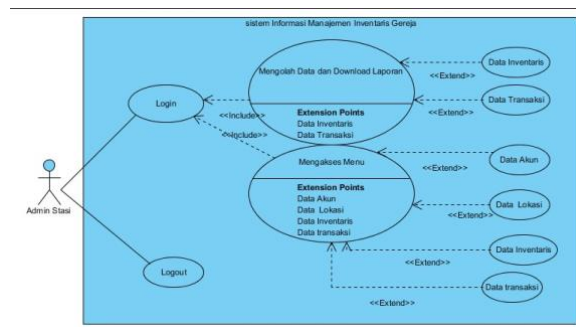 sistem Informasi Manajemen Inventaris Gereja
Mengolah Data dan Download Laporan
Extension Points
Data Inventaris
Data Transaksi
<<Extend>>
Data Inventaris
<<Extend>>
Data Transaksi
Login
<<Include>>
<<Include>>
Mengakses Menu
Extension Points
Data Akun
Data Lokasi
Data Inventaris
Data transaksi
<<Extend>>
Data Akun
<<Extend>>
Data Lokasi
Admin Stasi
Logout
<<Extend>>
Data Inventaris
<<Extend>>
Data transaksi